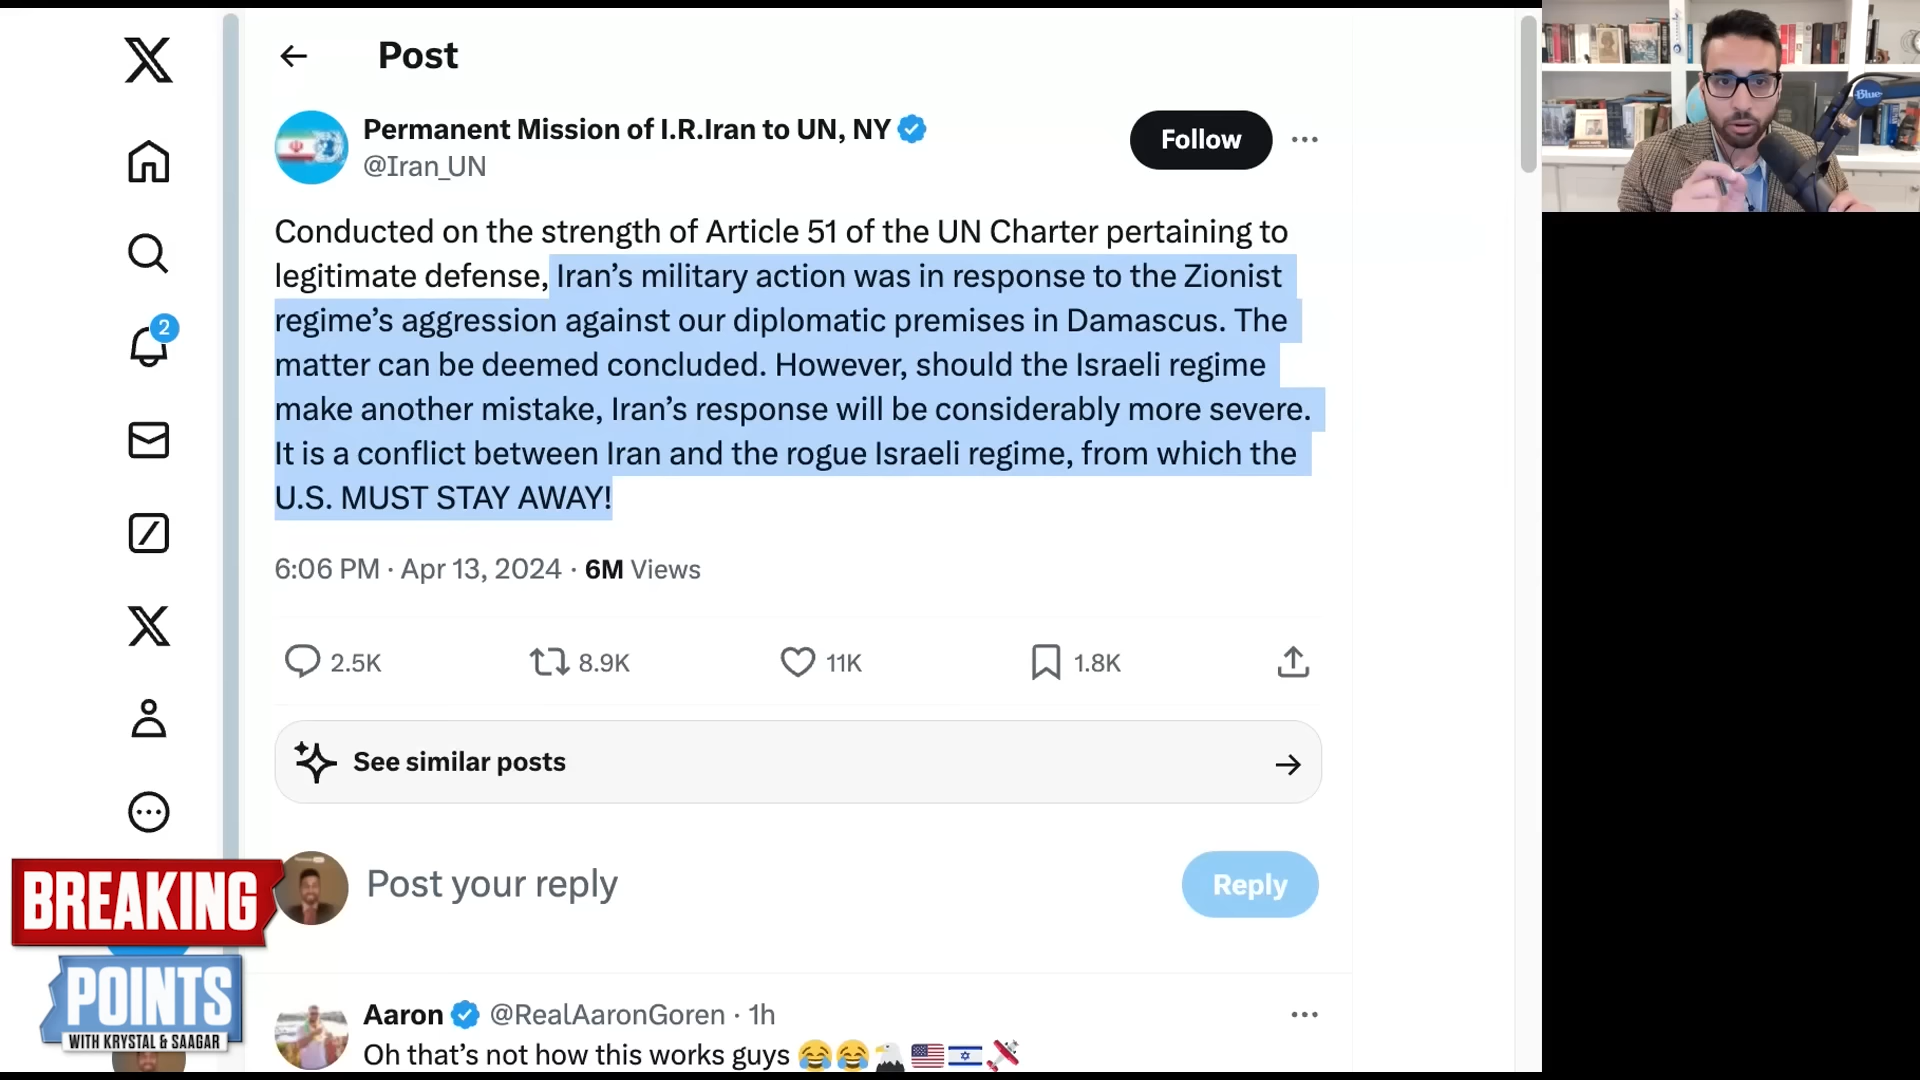 Post
Permanent Mission of I.R.Iran to UN, NY
@Iran_UN
Follow
Conducted on the strength of Article 51 of the UN Charter pertaining to
legitimate defense, Iran’s military action was in response to the Zionist
regime’s aggression against our diplomatic premises in Damascus. The
matter can be deemed concluded. However, should the Israeli regime
make another mistake, Iran’s response will be considerably more severe.
It is a conflict between Iran and the rogue Israeli regime, from which the
U.S. MUST STAY AWAY!
6:06 PM · Apr 13, 2024 · 6M Views
2.5K 8.9K 11K 1.8K
See similar posts
Post your reply
Reply
Aaron @RealAaronGoren · 1h
Oh that’s not how this works guys 😂😂🦅🇺🇸🇮🇱🛩️
2
BREAKING
POINTS
WITH KRYSTAL & SAAGAR
Blue